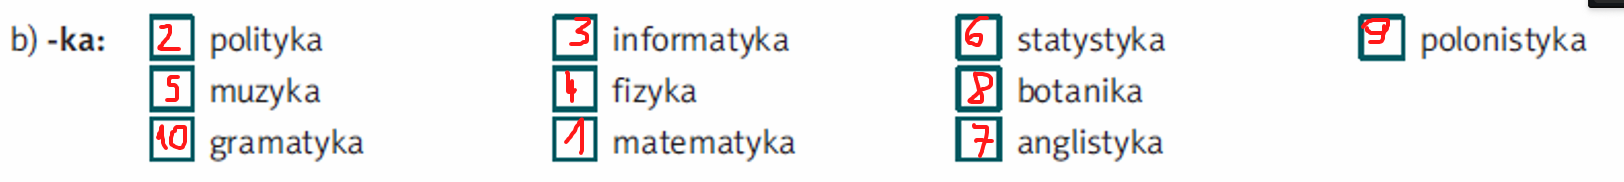 b) -ka: 2 polityka 3 informatyka 6 statystyka 9 polonistyka
5 muzyka 4 fizyka 8 botanika
10 gramatyka 1 matematyka 7 anglistyka